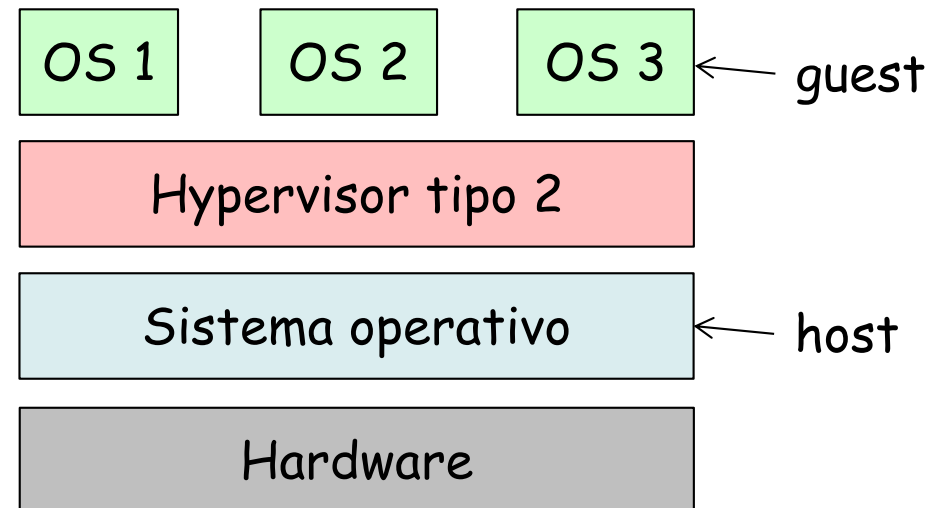 OS 1
OS 2
OS 3
guest
Hypervisor tipo 2
Sistema operativo
host
Hardware